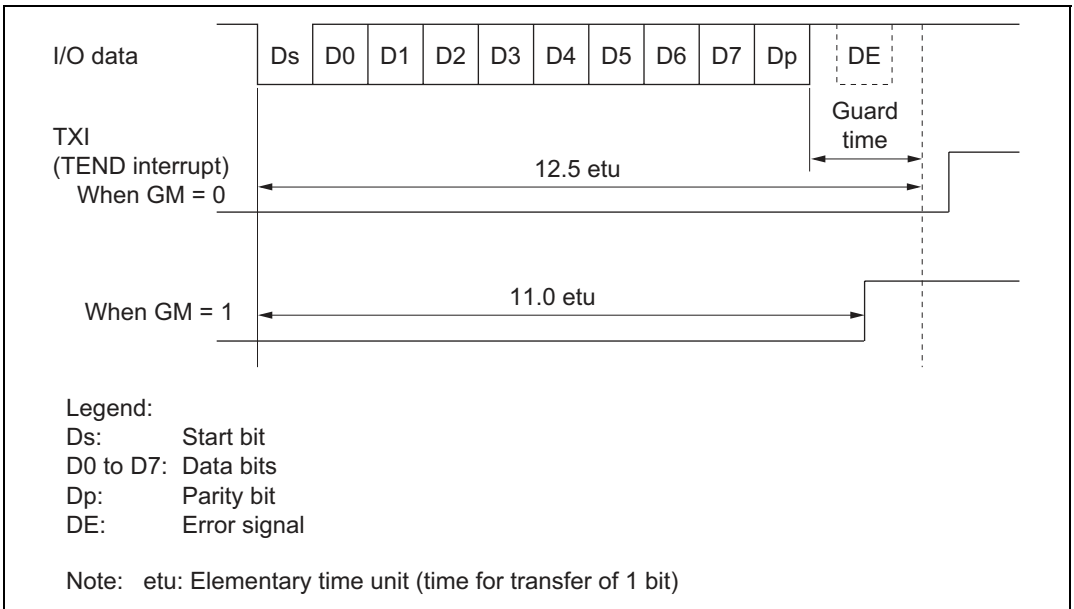 I/O data
Ds D0 D1 D2 D3 D4 D5 D6 D7 Dp DE
Guard
time
TXI
(TEND interrupt)
When GM = 0
12.5 etu
When GM = 1
11.0 etu
Legend:
Ds: Start bit
D0 to D7: Data bits
Dp: Parity bit
DE: Error signal
Note: etu: Elementary time unit (time for transfer of 1 bit)